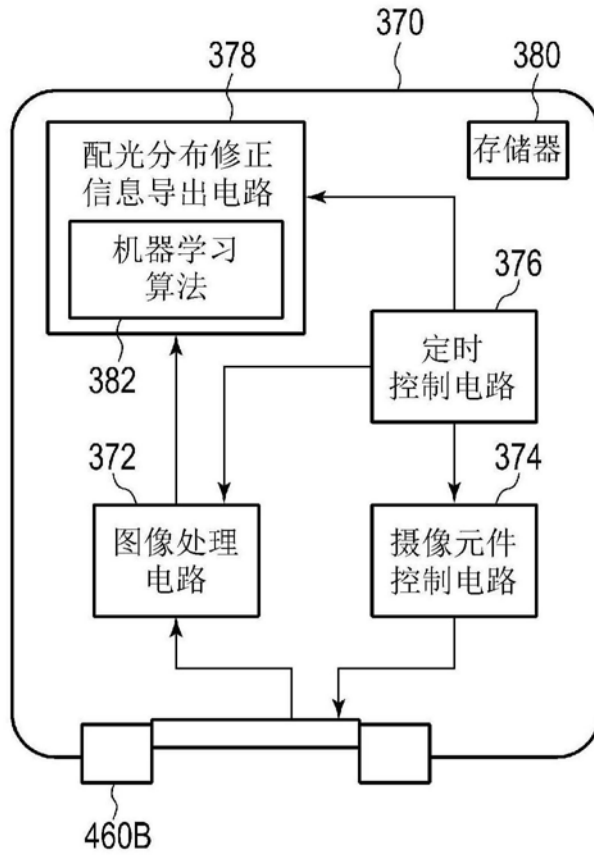 378
370
380
配光分布修正
信息导出电路
存储器
机器学习
算法
376
定时
控制电路
382
372
374
图像处理
电路
摄像元件
控制电路
460B